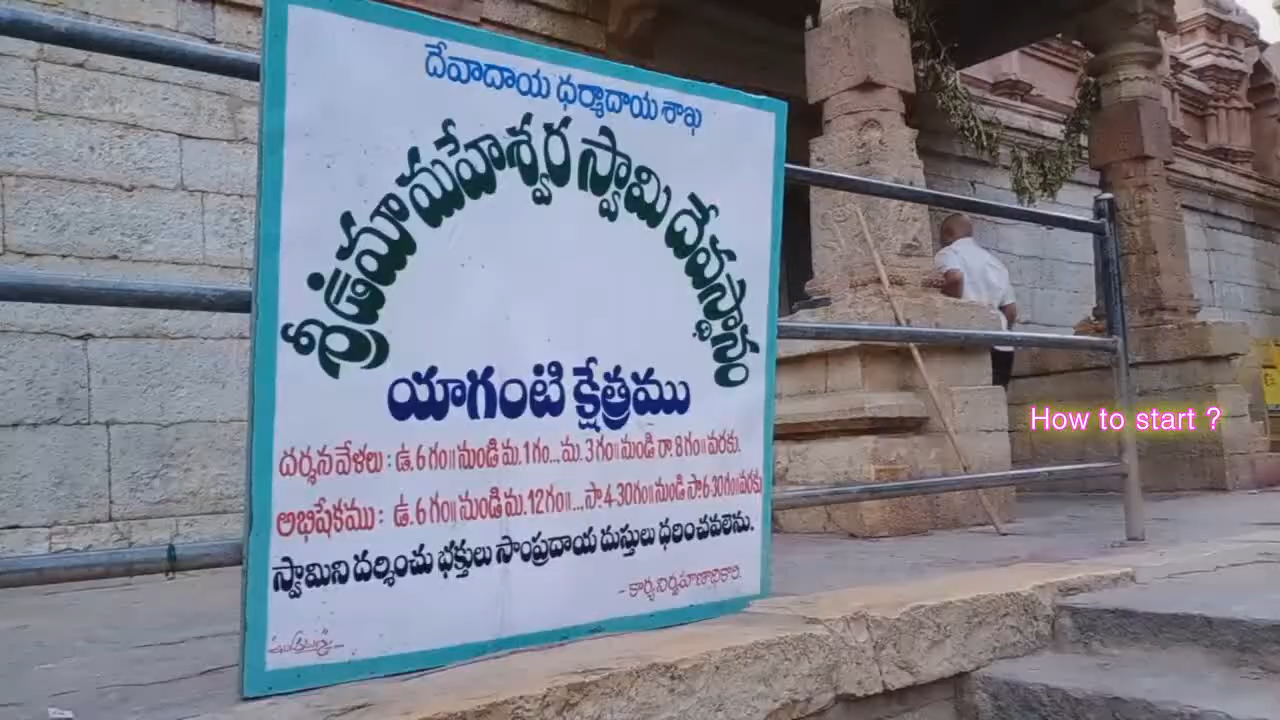 దేవాదాయ ధర్మాదాయ శాఖ
శ్రీ ఉమామహేశ్వర స్వామి దేవస్థానం
యాగంటి క్షేత్రము
దర్శన వేళలు : ఉ. 6 గం॥ నుండి మ. 1 గం.., మ. 3 గం॥ నుండి రా. 8 గం॥ వరకు.
అభిషేకము : ఉ. 6 గం॥ నుండి మ. 12 గం॥..., సా 4-30 గం॥ నుండి సా 6-30 గం॥ వరకు
స్వామిని దర్శించు భక్తులు సాంప్రదాయ దుస్తులు ధరించవలెను.
- కార్యనిర్వహణాధికారి.
How to start ?